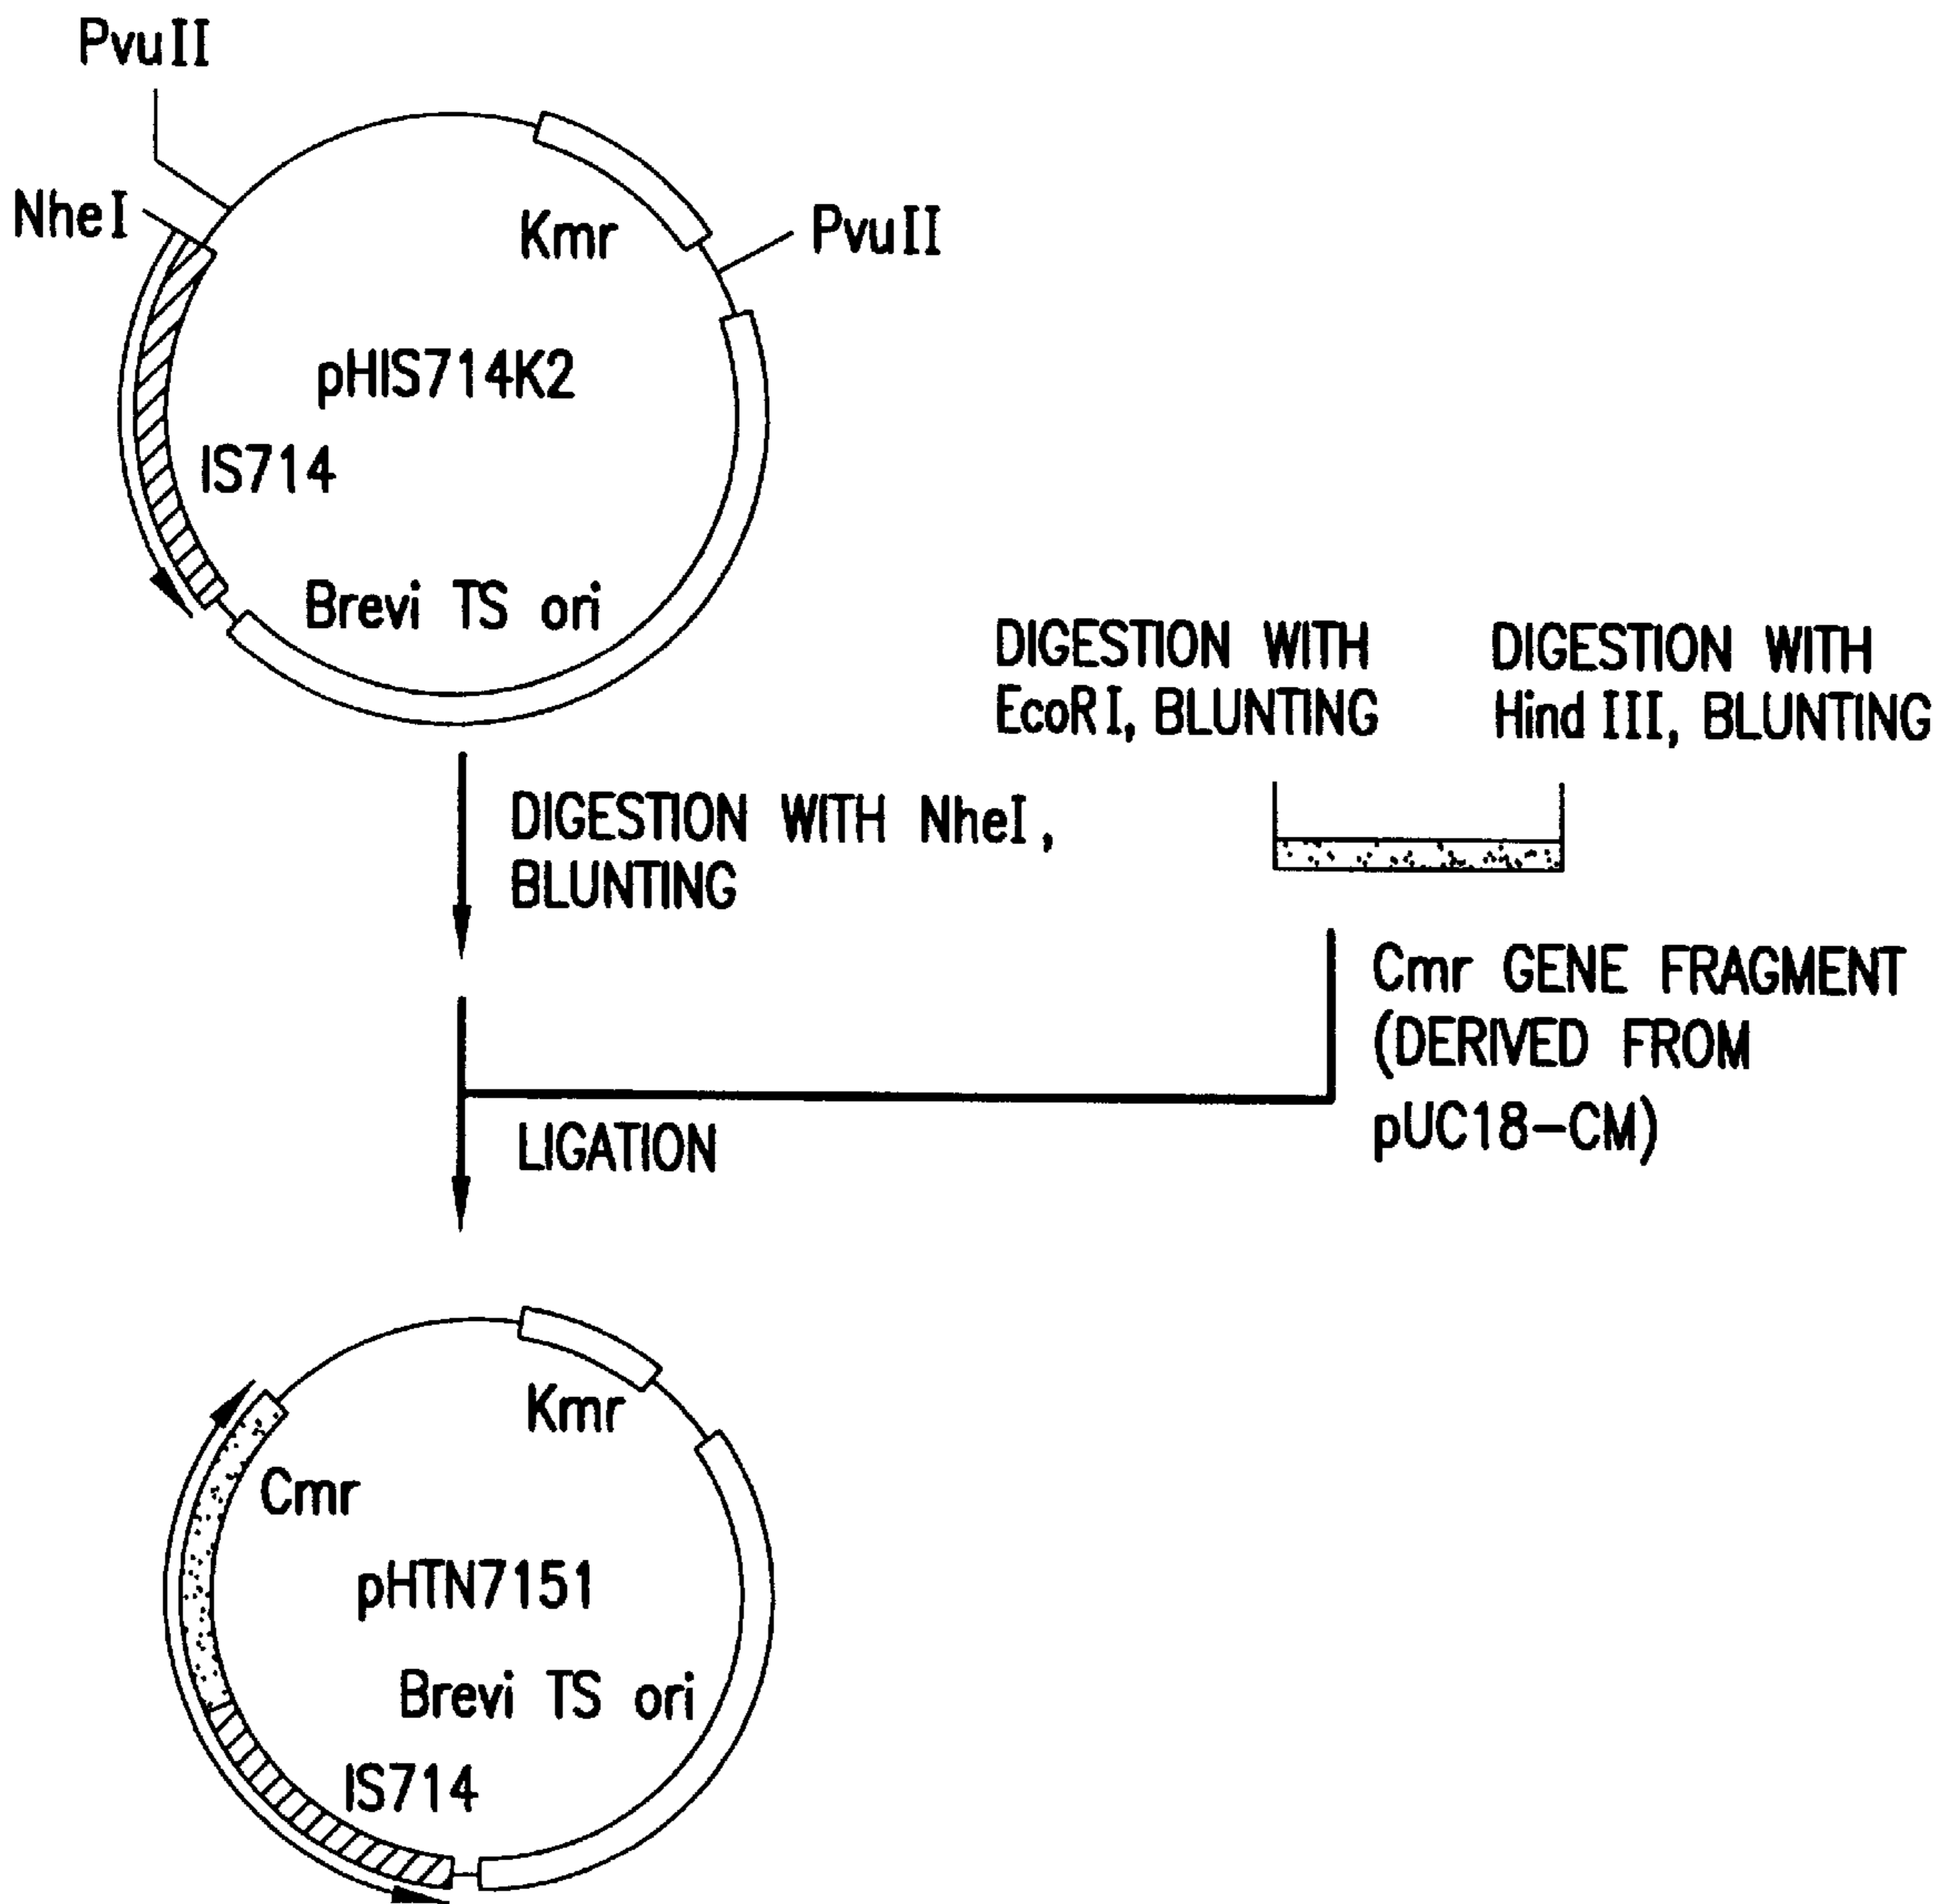 PvuII
NheI
Kmr
PvuII
pHIS714K2
IS714
Brevi TS ori
DIGESTION WITH
EcoRI, BLUNTING
DIGESTION WITH
Hind III, BLUNTING
DIGESTION WITH NheI,
BLUNTING
Cmr GENE FRAGMENT
(DERIVED FROM
pUC18-CM)
LIGATION
Kmr
Cmr
pHTN7151
Brevi TS ori
IS714